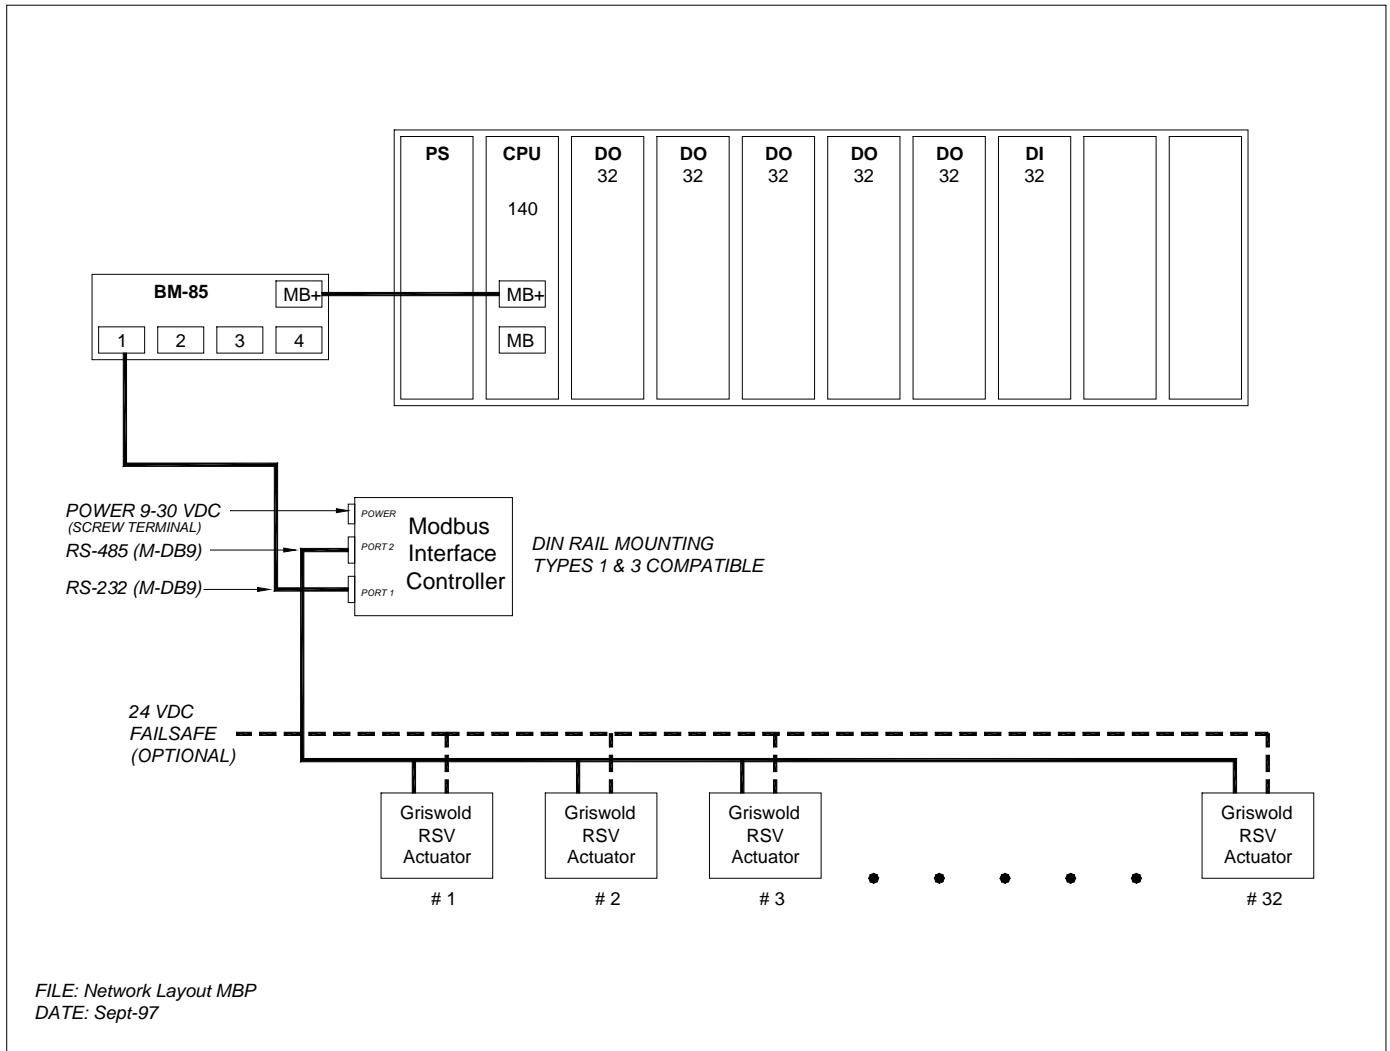 PS CPU DO DO DO DO DO DI
32 32 32 32 32 32
140
BM-85 MB+ MB+
1 2 3 4 MB
POWER 9-30 VDC
(SCREW TERMINAL)
RS-485 (M-DB9)
RS-232 (M-DB9)
POWER
PORT 2
PORT 1
Modbus
Interface
Controller
DIN RAIL MOUNTING
TYPES 1 & 3 COMPATIBLE
24 VDC
FAILSAFE
(OPTIONAL)
Griswold
RSV
Actuator
# 1
Griswold
RSV
Actuator
# 2
Griswold
RSV
Actuator
# 3
Griswold
RSV
Actuator
# 32
FILE: Network Layout MBP
DATE: Sept-97